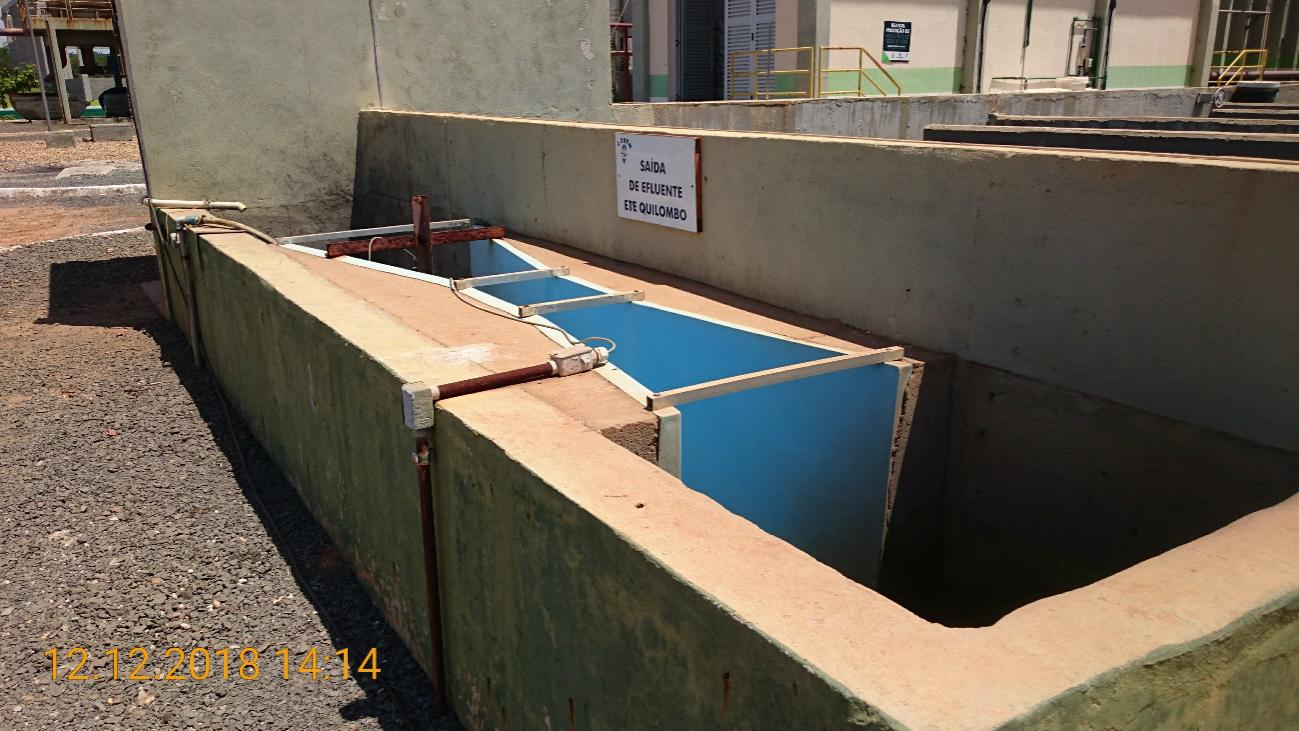 SAÍDA
DE EFLUENTE
ETE QUILOMBO
12.12.2018 14:14